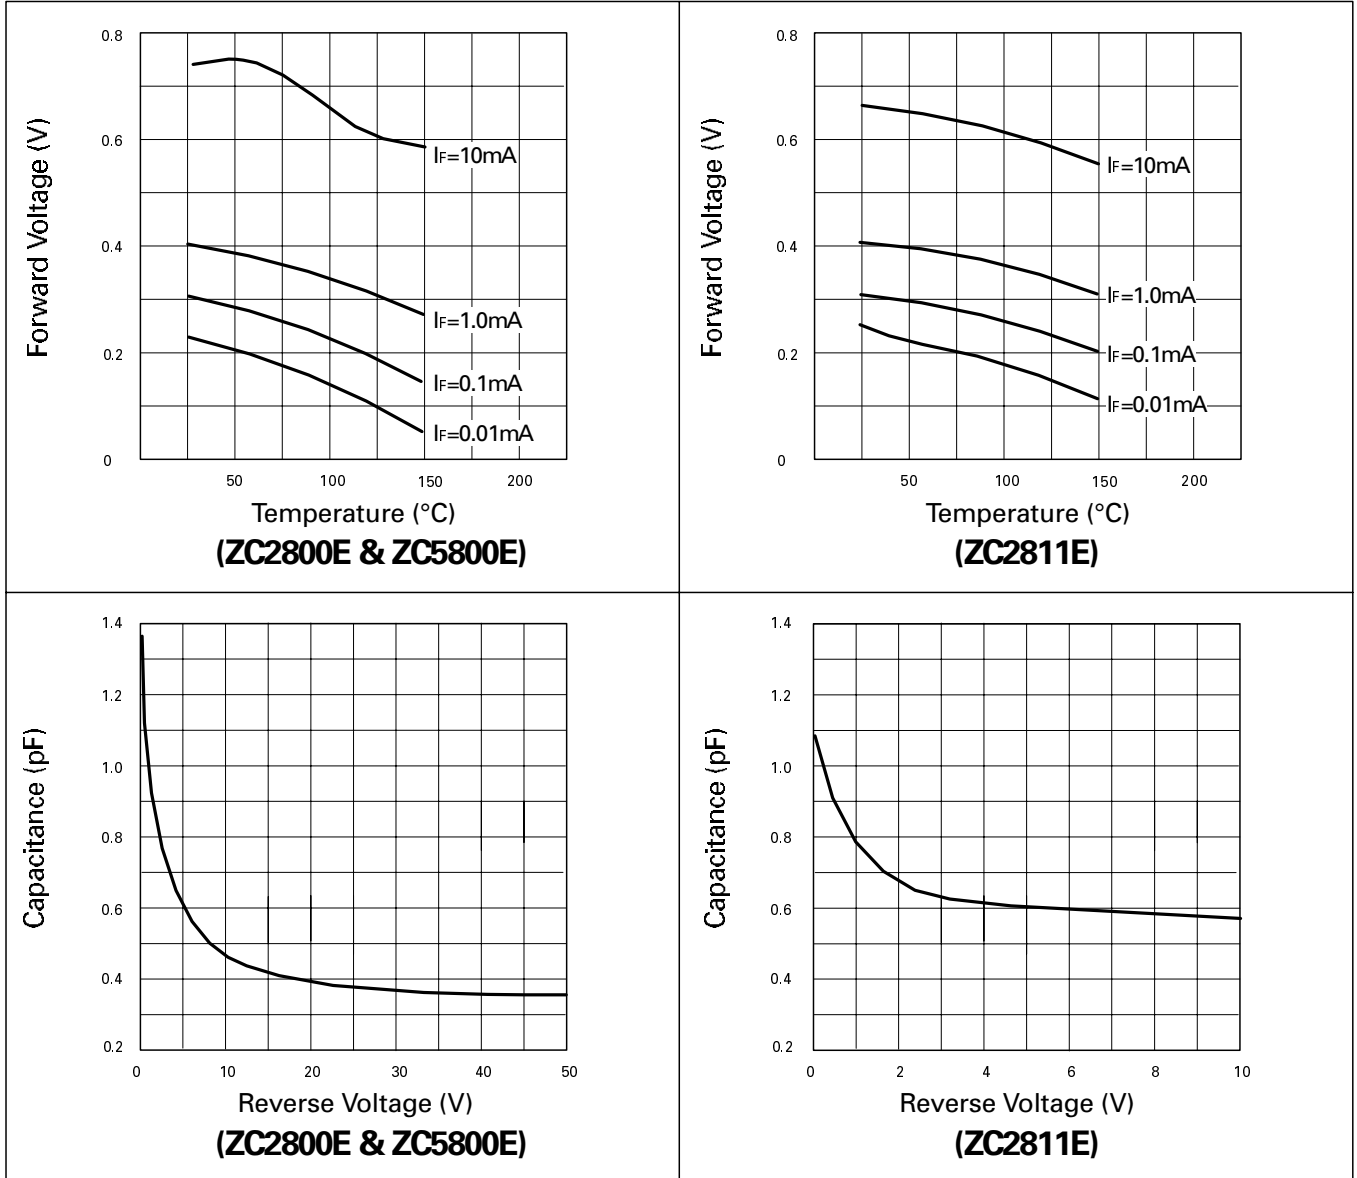 0.8
0.6
0.4
0.2
0
Forward Voltage (V)
IF=10mA
IF=1.0mA
IF=0.1mA
IF=0.01mA
50 100 150 200
Temperature (°C)
(ZC2800E & ZC5800E)
0.8
0.6
0.4
0.2
0
Forward Voltage (V)
IF=10mA
IF=1.0mA
IF=0.1mA
IF=0.01mA
50 100 150 200
Temperature (°C)
(ZC2811E)
1.4
1.2
1.0
0.8
0.6
0.4
0.2
Capacitance (pF)
0 10 20 30 40 50
Reverse Voltage (V)
(ZC2800E & ZC5800E)
1.4
1.2
1.0
0.8
0.6
0.4
0.2
Capacitance (pF)
0 2 4 6 8 10
Reverse Voltage (V)
(ZC2811E)